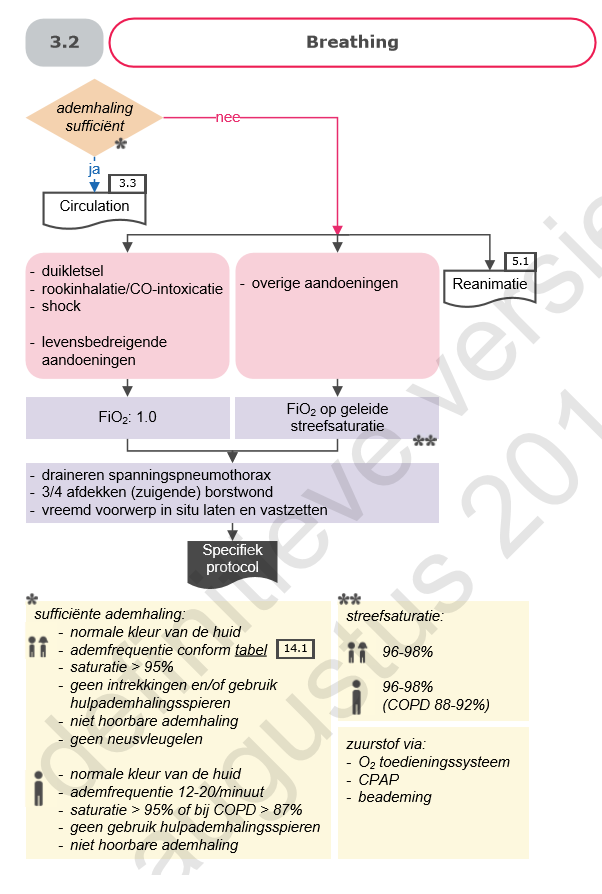 3.2
Breathing
ademhaling
sufficiënt
*
nee
ja
3.3
Circulation
- duikletsel
- rookinhalatie/CO-intoxicatie
- shock
- levensbedreigende
aandoeningen
- overige aandoeningen
5.1
Reanimatie
FiO₂: 1.0
FiO₂ op geleide
streefsaturatie
**
- draineren spanningspneumothorax
- 3/4 afdekken (zuigende) borstwond
- vreemd voorwerp in situ laten en vastzetten
Specifiek
protocol
*
sufficiënte ademhaling:
- normale kleur van de huid
- ademfrequentie conform tabel 14.1
- saturatie > 95%
- geen intrekkingen en/of gebruik
hulpademhalingsspieren
- niet hoorbare ademhaling
- geen neusvleugelen
- normale kleur van de huid
- ademfrequentie 12-20/minuut
- saturatie > 95% of bij COPD > 87%
- geen gebruik hulpademhalingsspieren
- niet hoorbare ademhaling
**
streefsaturatie:
96-98%
96-98%
(COPD 88-92%)
zuurstof via:
- O₂ toedieningssysteem
- CPAP
- beademing
definitieve versie
augustus 201